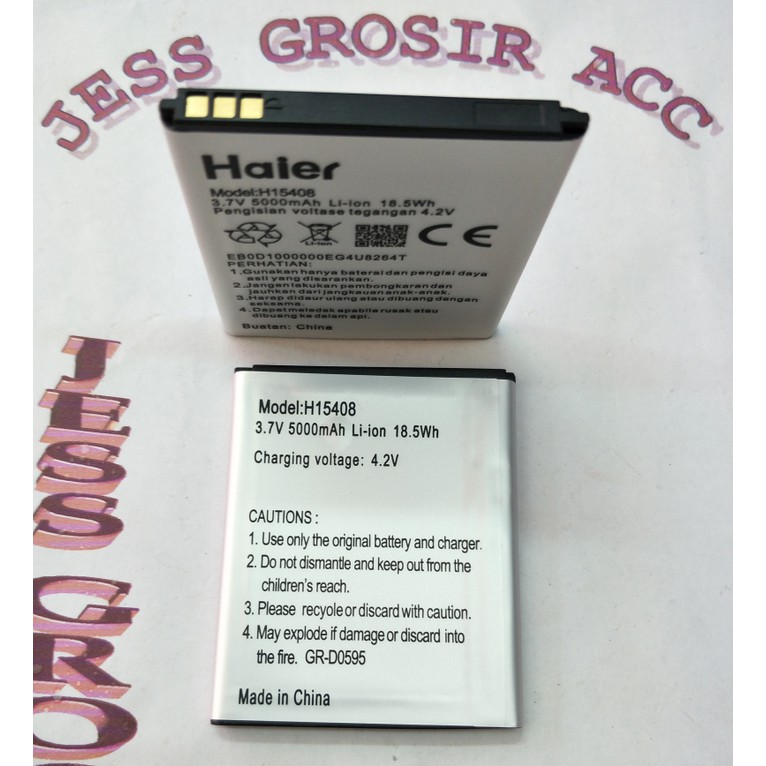 JESS GROSIR ACC
Haier
Model:H15408
3.7V 5000mAh Li-ion 18.5Wh
Pengisian voltase tegangan 4.2V
Li-ion
CE
EB0D1000000EG4U8264T
PERHATIAN:
1.Gunakan hanya baterai dan pengisi daya
asli yang disarankan.
2.Jangan lakukan pembongkaran dan
jauhkan dari jangkauan anak-anak.
3.Harap didaur ulang atau dibuang dengan
seksama.
4.Dapat meledak apabila rusak atau
dibuang ke dalam api.
Buatan: China
Model:H15408
3.7V 5000mAh Li-ion 18.5Wh
Charging voltage: 4.2V
CAUTIONS :
1. Use only the original battery and charger.
2. Do not dismantle and keep out from the
children's reach.
3. Please recycle or discard with caution.
4. May explode if damage or discard into
the fire. GR-D0595
Made in China
JESS
GRO